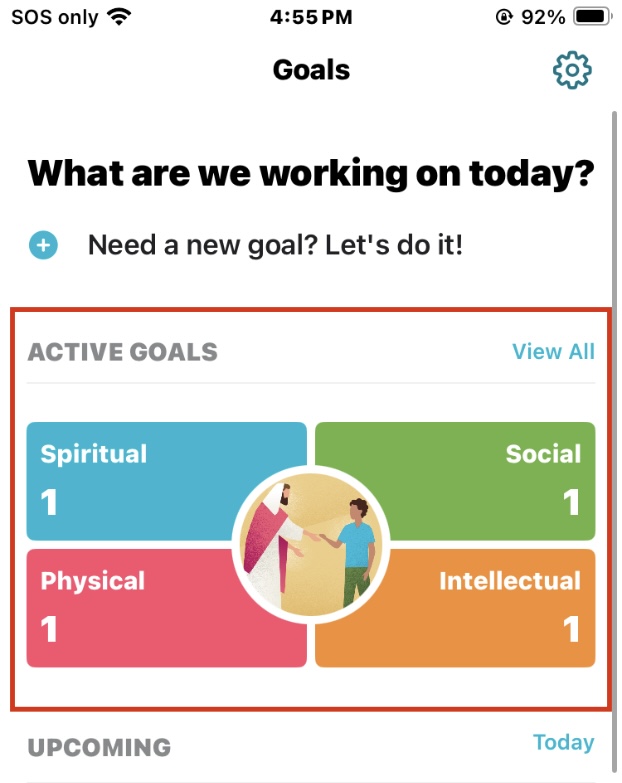 SOS only 4:55 PM 92%
Goals
What are we working on today?
Need a new goal? Let's do it!
ACTIVE GOALS View All
Spiritual Social
1 1
Physical Intellectual
1 1
UPCOMING Today